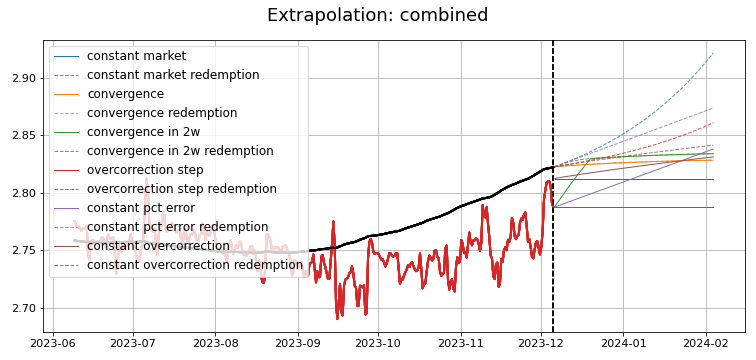 Extrapolation: combined
constant market
constant market redemption
convergence
convergence redemption
convergence in 2w
convergence in 2w redemption
overcorrection step
overcorrection step redemption
constant pct error
constant pct error redemption
constant overcorrection
constant overcorrection redemption
2.90
2.85
2.80
2.75
2.70
2023-06 2023-07 2023-08 2023-09 2023-10 2023-11 2023-12 2024-01 2024-02